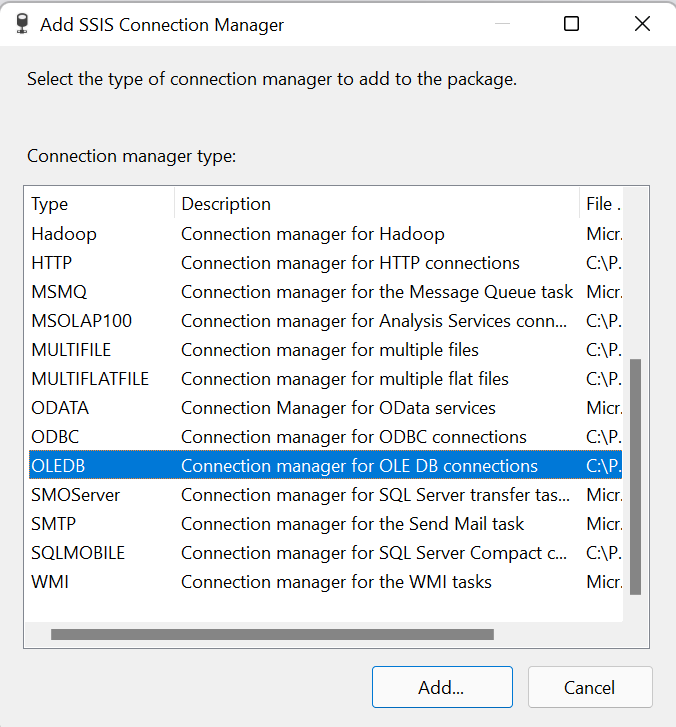 Add SSIS Connection Manager
Select the type of connection manager to add to the package.
Connection manager type:
Type Description File .
Hadoop Connection manager for Hadoop Micr.
HTTP Connection manager for HTTP connections C:\P.
MSMQ Connection manager for the Message Queue task Micr.
MSOLAP100 Connection manager for Analysis Services conn... C:\P.
MULTIFILE Connection manager for multiple files C:\P.
MULTIFLATFILE Connection manager for multiple flat files C:\P.
ODATA Connection Manager for OData services Micr.
ODBC Connection manager for ODBC connections C:\P.
OLEDB Connection manager for OLE DB connections C:\P.
SMOServer Connection manager for SQL Server transfer tas... Micr.
SMTP Connection manager for the Send Mail task Micr.
SQLMOBILE Connection manager for SQL Server Compact c... C:\P.
WMI Connection manager for the WMI tasks Micr.
Add... Cancel